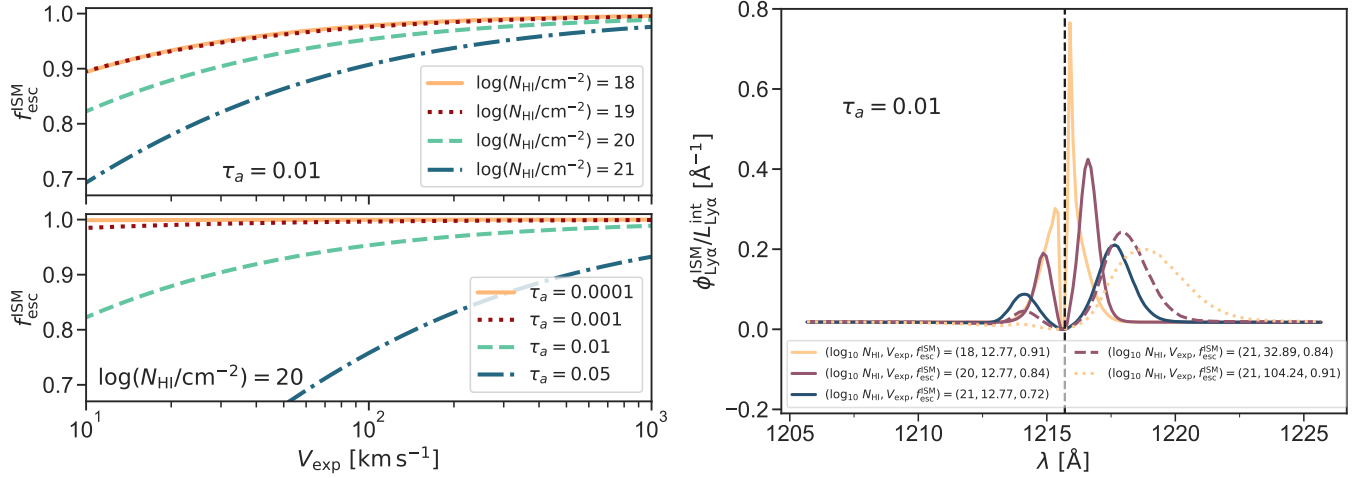 1.0
0.9
0.8
0.7
f_esc^ISM
τ_a = 0.01
log(N_HI/cm⁻²) = 18
log(N_HI/cm⁻²) = 19
log(N_HI/cm⁻²) = 20
log(N_HI/cm⁻²) = 21
1.0
0.9
0.8
0.7
f_esc^ISM
log(N_HI/cm⁻²) = 20
τ_a = 0.0001
τ_a = 0.001
τ_a = 0.01
τ_a = 0.05
10¹ 10² 10³
V_exp [km s⁻¹]
0.8
0.6
0.4
0.2
0.0
−0.2
ϕ_Lyα^ISM/L_Lyα^int [Å⁻¹]
τ_a = 0.01
(log₁₀ N_HI, V_exp, f_esc^ISM) = (18, 12.77, 0.91)
(log₁₀ N_HI, V_exp, f_esc^ISM) = (20, 12.77, 0.84)
(log₁₀ N_HI, V_exp, f_esc^ISM) = (21, 12.77, 0.72)
(log₁₀ N_HI, V_exp, f_esc^ISM) = (21, 32.89, 0.84)
(log₁₀ N_HI, V_exp, f_esc^ISM) = (21, 104.24, 0.91)
1205 1210 1215 1220 1225
λ [Å]